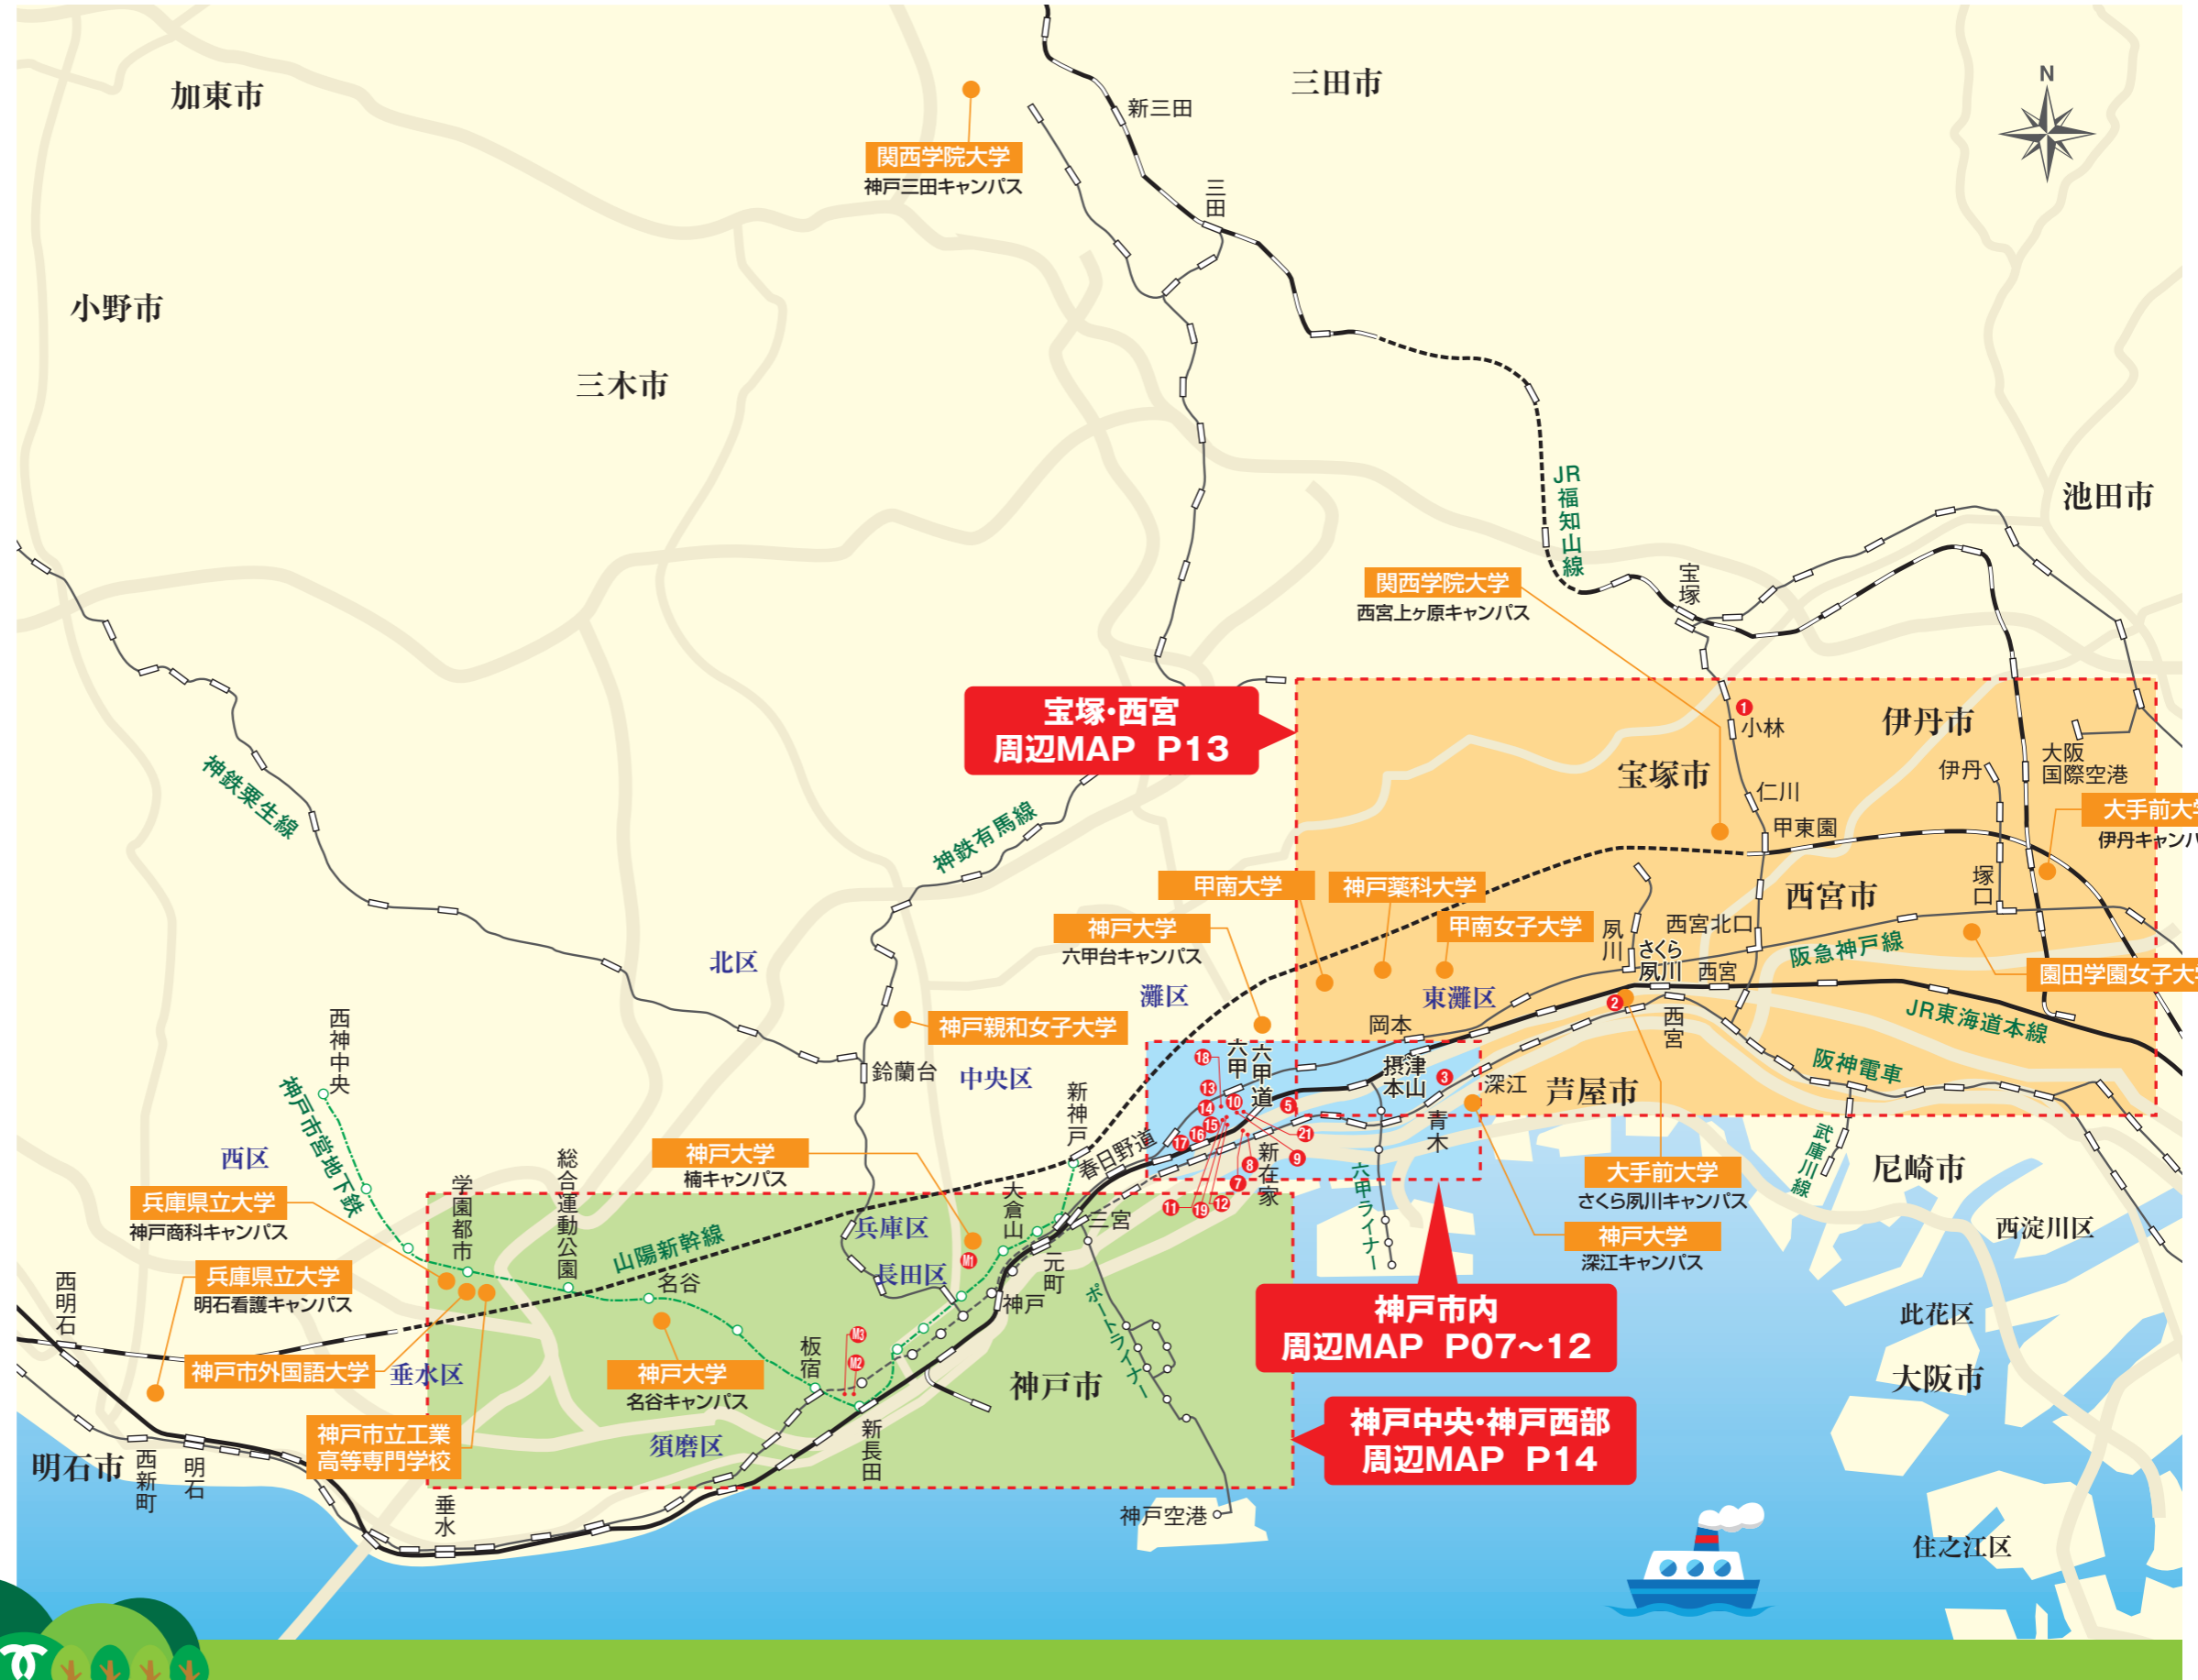 加東市
三田市
N
新三田
関西学院大学
神戸三田キャンパス
三田
小野市
三木市
JR福知山線
池田市
関西学院大学
西宮上ヶ原キャンパス
宝塚
宝塚・西宮
周辺MAP P13
1
小林
伊丹市
宝塚市
伊丹
大阪
国際空港
仁川
大手前大学
伊丹キャンパ
甲東園
神鉄粟生線
神鉄有馬線
甲南大学
神戸薬科大学
塚口
西宮市
神戸大学
六甲台キャンパス
甲南女子大学
夙川
西宮北口
さくら
夙川
西宮
阪急神戸線
北区
灘区
東灘区
園田学園女子大学
2
西宮
JR東海道本線
西神中央
神戸親和女子大学
岡本
鈴蘭台
中央区
新神戸
18
六甲
六甲道
摂津
本山
3
深江
芦屋市
阪神電車
神戸市営地下鉄
13
14
10
5
15
16
17
21
青木
春日野道
新在家
9
8
7
11
19
12
六甲ライナー
武庫川線
西区
総合運動公園
神戸大学
楠キャンパス
大手前大学
さくら夙川キャンパス
尼崎市
兵庫県立大学
神戸商科キャンパス
学園都市
大倉山
三宮
兵庫区
M1
西淀川区
神戸大学
深江キャンパス
山陽新幹線
兵庫県立大学
明石看護キャンパス
西明石
名谷
長田区
元町
神戸
ポートライナー
神戸市内
周辺MAP P07〜12
此花区
神戸市外国語大学
垂水区
神戸大学
名谷キャンパス
板宿
M3
M2
神戸市
大阪市
神戸市立工業
高等専門学校
須磨区
新長田
神戸中央・神戸西部
周辺MAP P14
明石市
西新町
明石
垂水
神戸空港
住之江区